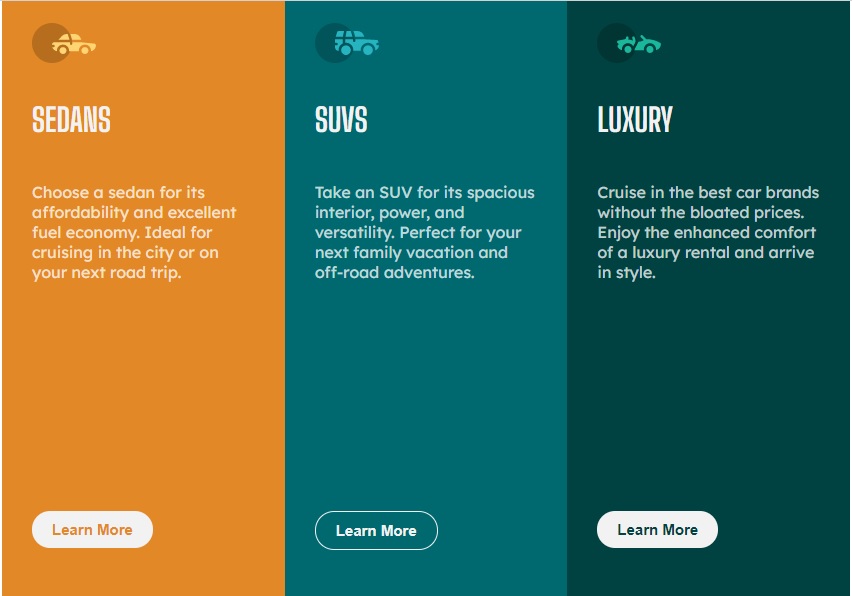 SEDANS
Choose a sedan for its
affordability and excellent
fuel economy. Ideal for
cruising in the city or on
your next road trip.
Learn More
SUVS
Take an SUV for its spacious
interior, power, and
versatility. Perfect for your
next family vacation and
off-road adventures.
Learn More
LUXURY
Cruise in the best car brands
without the bloated prices.
Enjoy the enhanced comfort
of a luxury rental and arrive
in style.
Learn More